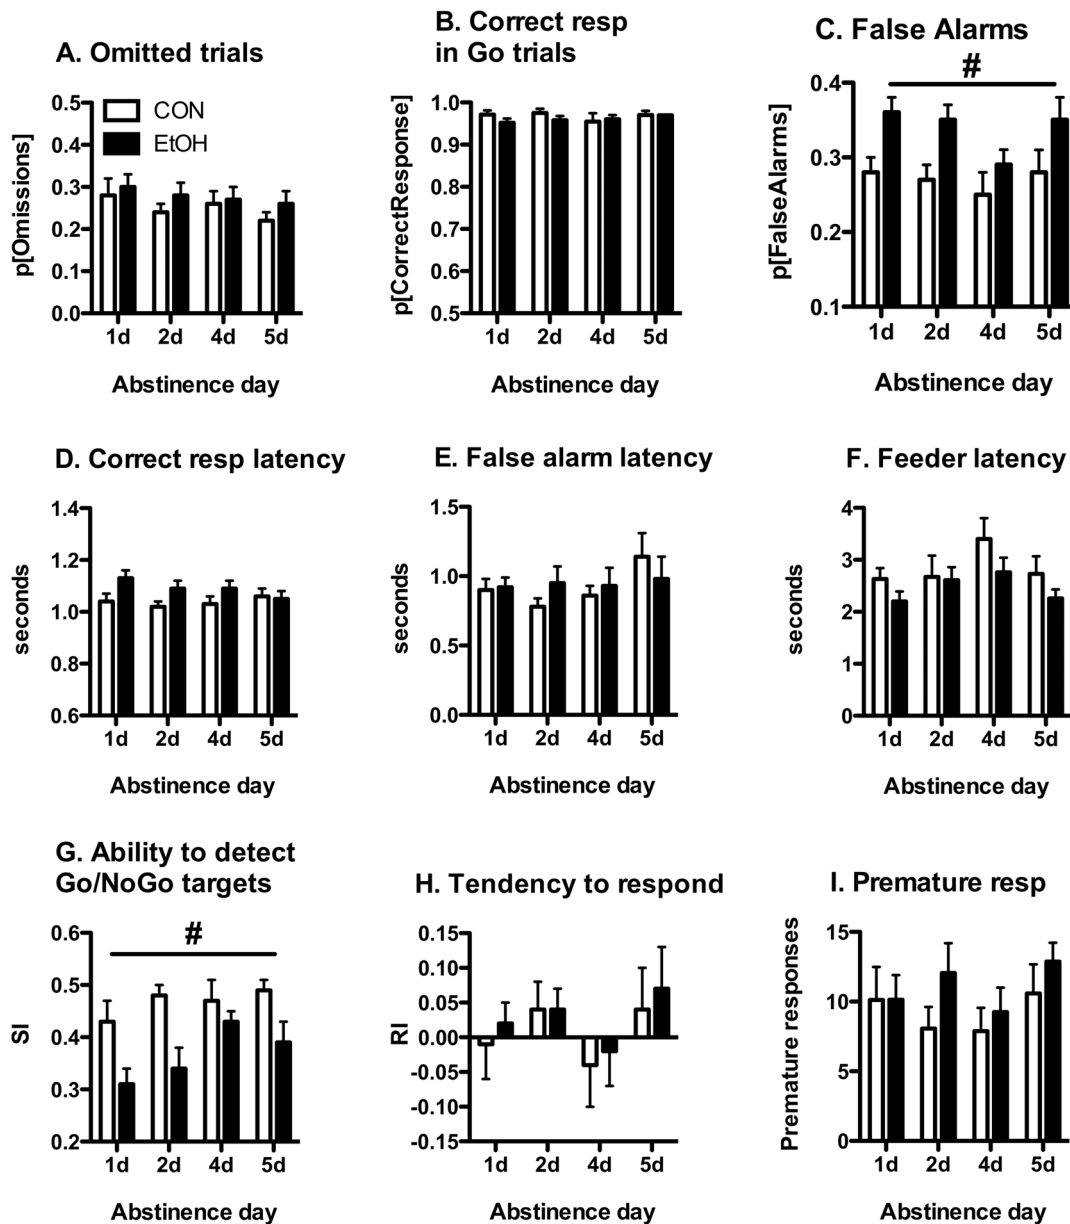 A. Omitted trials
p[Omissions]
0.5
0.4
0.3
0.2
0.1
0.0
CON
EtOH
1d 2d 4d 5d
Abstinence day
B. Correct resp
in Go trials
p[CorrectResponse]
1.0
0.9
0.8
0.7
0.6
0.5
1d 2d 4d 5d
Abstinence day
C. False Alarms
#
p[FalseAlarms]
0.4
0.3
0.2
0.1
1d 2d 4d 5d
Abstinence day
D. Correct resp latency
seconds
1.4
1.2
1.0
0.8
0.6
1d 2d 4d 5d
Abstinence day
E. False alarm latency
seconds
1.5
1.0
0.5
0.0
1d 2d 4d 5d
Abstinence day
F. Feeder latency
seconds
4
3
2
1
0
1d 2d 4d 5d
Abstinence day
G. Ability to detect
Go/NoGo targets
#
SI
0.6
0.5
0.4
0.3
0.2
1d 2d 4d 5d
Abstinence day
H. Tendency to respond
RI
0.15
0.10
0.05
0.00
-0.05
-0.10
-0.15
1d 2d 4d 5d
Abstinence day
I. Premature resp
Premature responses
15
10
5
0
1d 2d 4d 5d
Abstinence day